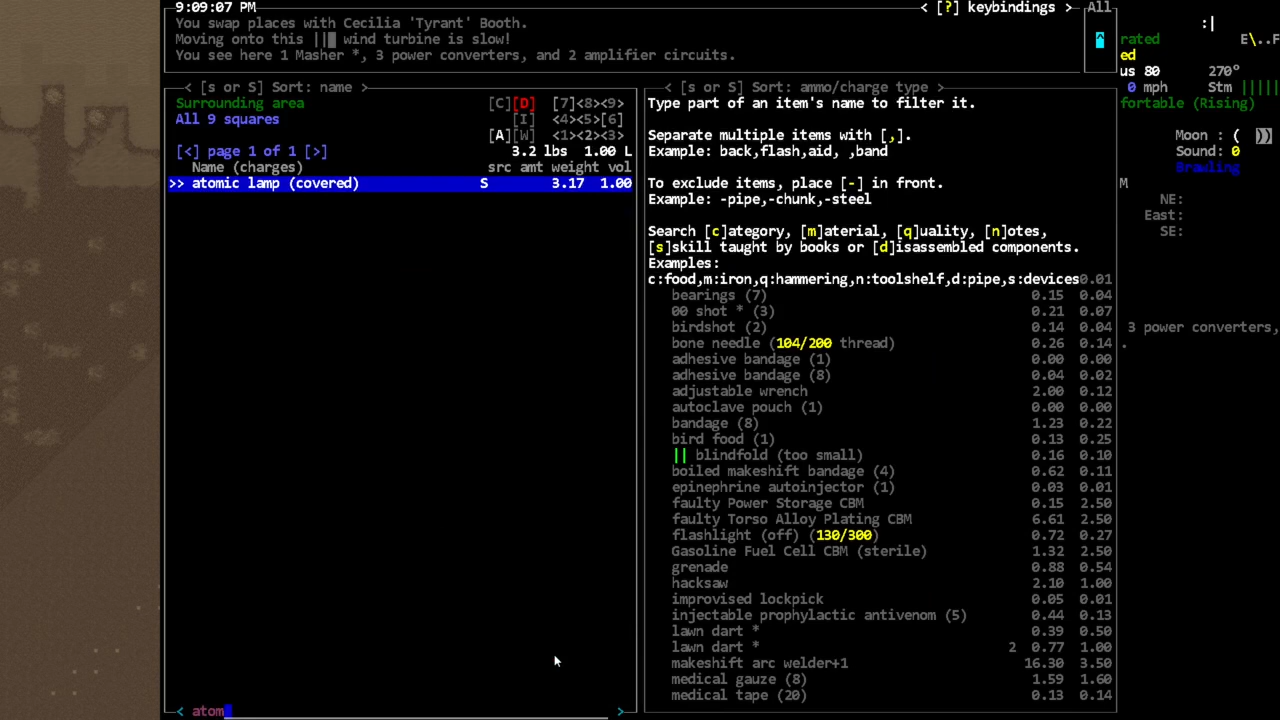 9:09:07 PM
< [?] keybindings >
All
You swap places with Cecilia 'Tyrant' Booth.
Moving onto this || wind turbine is slow!
You see here 1 Masher *, 3 power converters, and 2 amplifier circuits.
:|
rated E\..F
ed
us 80 270°
0 mph Stm |||||
fortable (Rising)
Moon : ( ))
Sound: 0
Brawling
M NE:
East:
SE:
3 power converters,
.
< [s or S] Sort: name >
Surrounding area [C][D] [7]<8><9>
All 9 squares [I] <4><5>[6]
[A][W] <1><2><3>
[<] page 1 of 1 [>] 3.2 lbs 1.00 L
Name (charges) src amt weight vol
>> atomic lamp (covered) S 3.17 1.00
< atom >
< [s or S] Sort: ammo/charge type >
Type part of an item's name to filter it.
Separate multiple items with [,].
Example: back,flash,aid, ,band
To exclude items, place [-] in front.
Example: -pipe,-chunk,-steel
Search [c]ategory, [m]aterial, [q]uality, [n]otes,
[s]skill taught by books or [d]isassembled components.
Examples:
c:food,m:iron,q:hammering,n:toolshelf,d:pipe,s:devices0.01
bearings (7) 0.15 0.04
00 shot * (3) 0.21 0.07
birdshot (2) 0.14 0.04
bone needle (104/200 thread) 0.26 0.14
adhesive bandage (1) 0.00 0.00
adhesive bandage (8) 0.04 0.02
adjustable wrench 2.00 0.12
autoclave pouch (1) 0.00 0.00
bandage (8) 1.23 0.22
bird food (1) 0.13 0.25
|| blindfold (too small) 0.16 0.10
boiled makeshift bandage (4) 0.62 0.11
epinephrine autoinjector (1) 0.03 0.01
faulty Power Storage CBM 0.15 2.50
faulty Torso Alloy Plating CBM 6.61 2.50
flashlight (off) (130/300) 0.72 0.27
Gasoline Fuel Cell CBM (sterile) 1.32 2.50
grenade 0.88 0.54
hacksaw 2.10 1.00
improvised lockpick 0.05 0.01
injectable prophylactic antivenom (5) 0.44 0.13
lawn dart * 0.39 0.50
lawn dart * 2 0.77 1.00
makeshift arc welder+1 16.30 3.50
medical gauze (8) 1.59 1.60
medical tape (20) 0.13 0.14